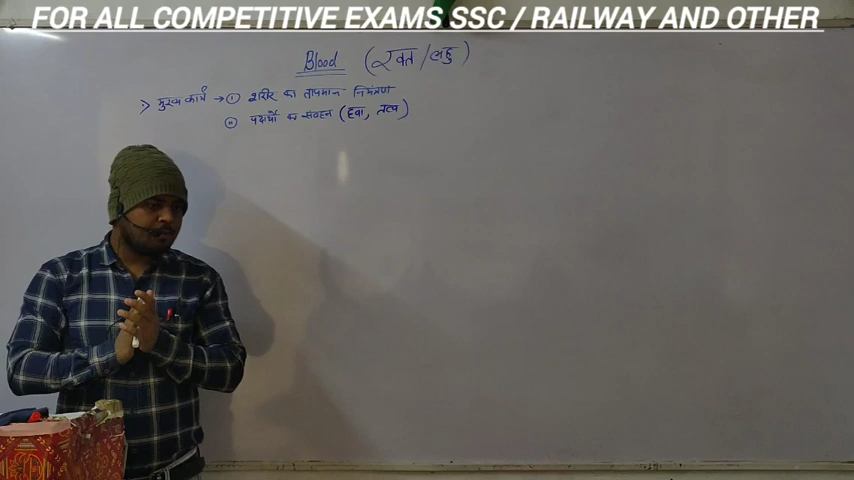 FOR ALL COMPETITIVE EXAMS SSC / RAILWAY AND OTHER
Blood (रक्त/लहु)
> मुख्य कार्य → (i) शरीर का तापमान नियंत्रण
(ii) पदार्थों का संवहन (हवा, तत्व)